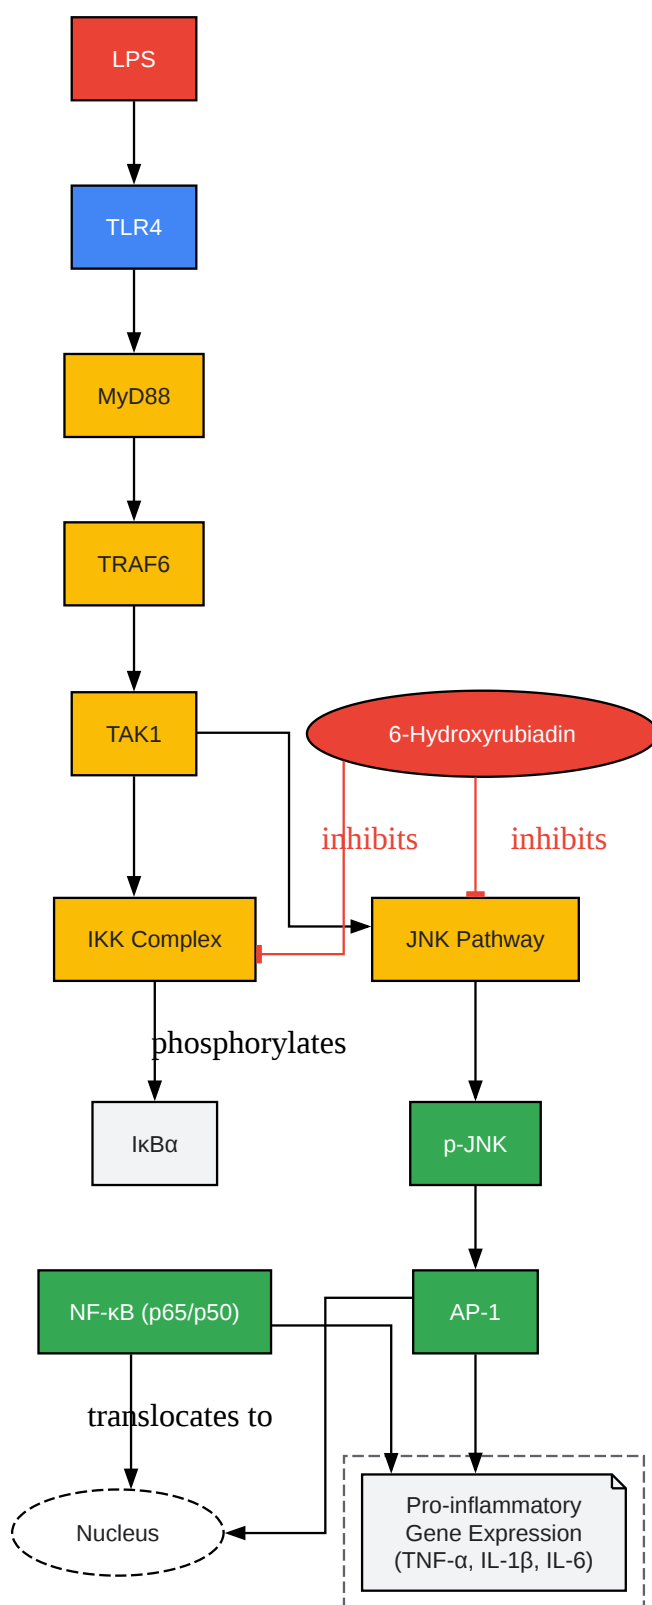 LPS
TLR4
MyD88
TRAF6
TAK1
6-Hydroxyrubiadin
inhibits
inhibits
IKK Complex
JNK Pathway
phosphorylates
IκBα
p-JNK
NF-κB (p65/p50)
AP-1
translocates to
Nucleus
Pro-inflammatory
Gene Expression
(TNF-α, IL-1β, IL-6)